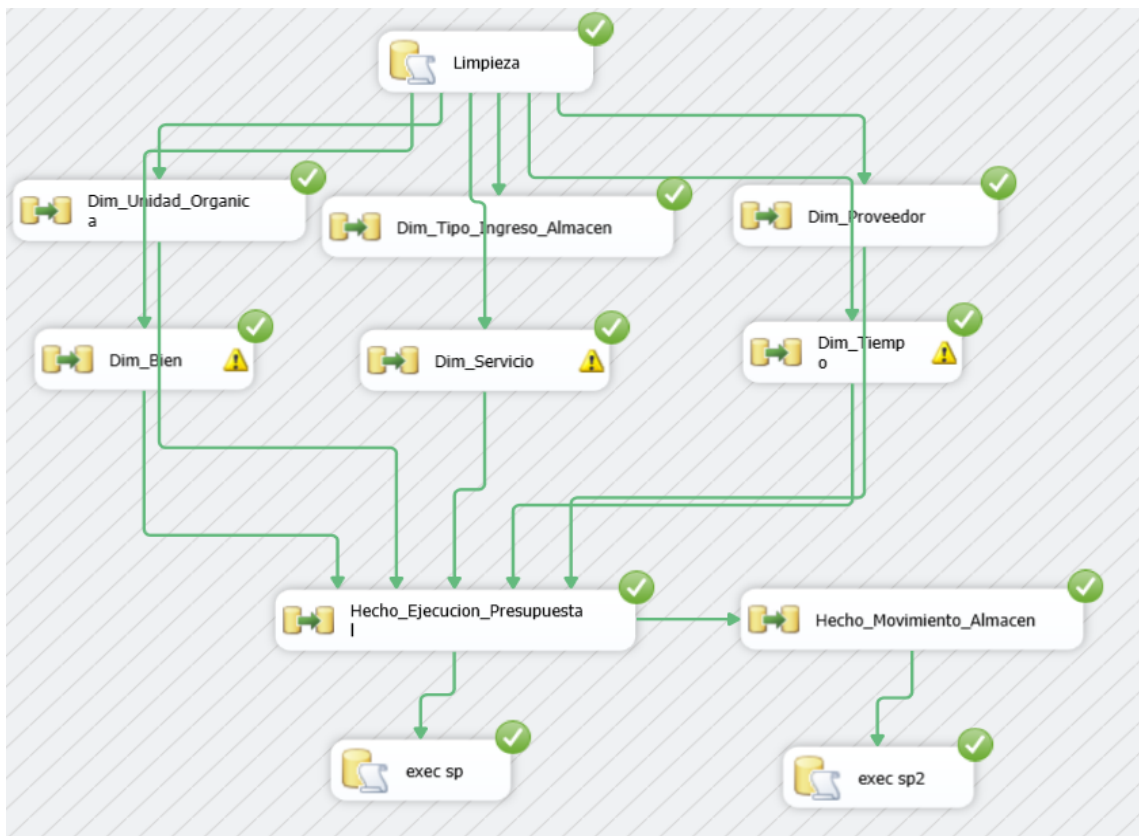 Limpieza
Dim_Unidad_Organic
a
Dim_Tipo_Ingreso_Almacen
Dim_Proveedor
Dim_Bien
Dim_Servicio
Dim_Tiemp
o
Hecho_Ejecucion_Presupuesta
l
Hecho_Movimiento_Almacen
exec sp
exec sp2